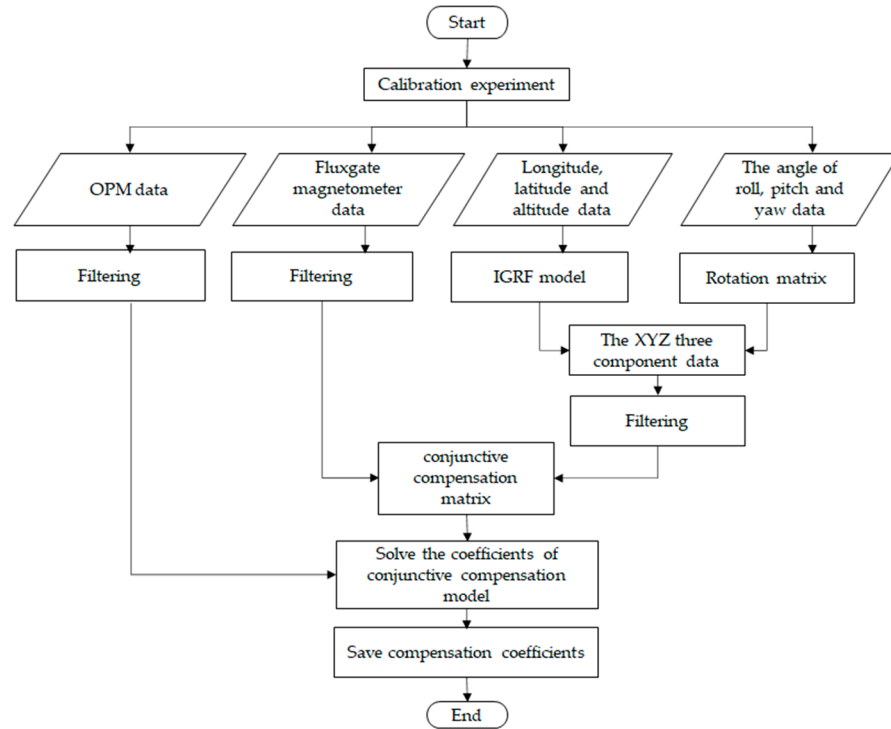 Start
Calibration experiment
OPM data
Fluxgate
magnetometer
data
Longitude,
latitude and
altitude data
The angle of
roll, pitch and
yaw data
Filtering
Filtering
IGRF model
Rotation matrix
The XYZ three
component data
Filtering
conjunctive
compensation
matrix
Solve the coefficients of
conjunctive compensation
model
Save compensation coefficients
End